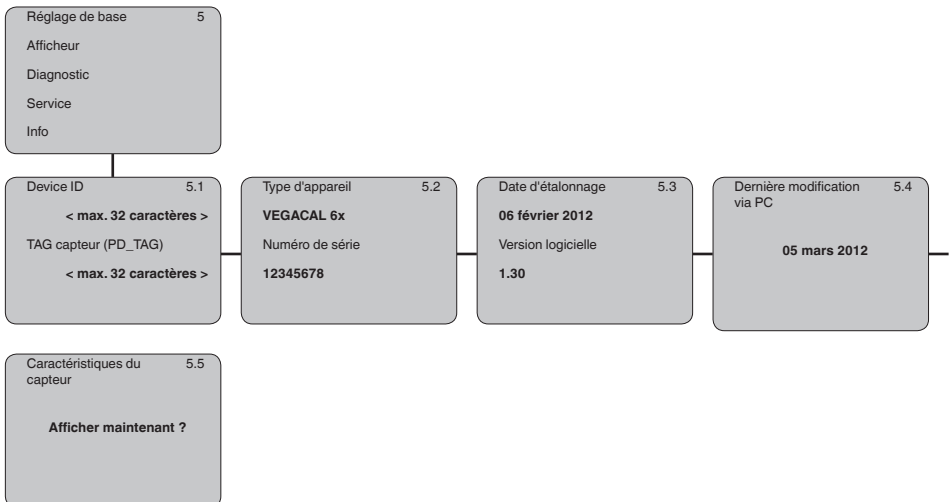 Réglage de base 5
Afficheur
Diagnostic
Service
Info
Device ID 5.1
< max. 32 caractères >
TAG capteur (PD_TAG)
< max. 32 caractères >
Type d'appareil 5.2
VEGACAL 6x
Numéro de série
12345678
Date d'étalonnage 5.3
06 février 2012
Version logicielle
1.30
Dernière modification 5.4
via PC
05 mars 2012
Caractéristiques du 5.5
capteur
Afficher maintenant ?